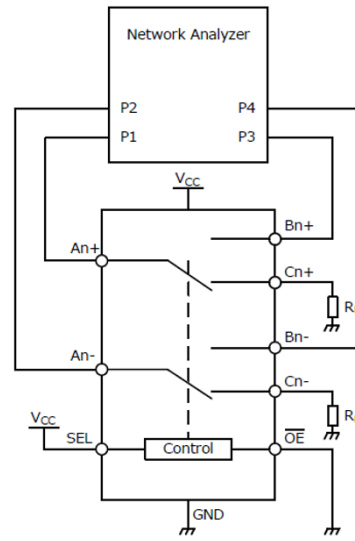 Network Analyzer
P2 P4
P1 P3
VCC
Bn+
An+
Cn+
R
Bn-
An-
Cn-
R
VCC
SEL Control OE
GND